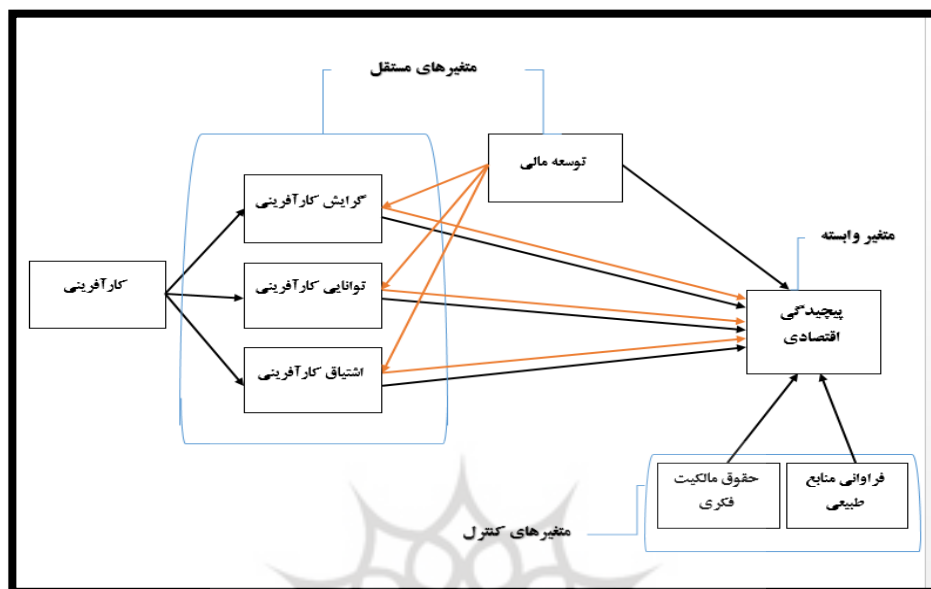 متغیرهای مستقل
توسعه مالی
گرایش کارآفرینی
متغیر وابسته
کارآفرینی
توانایی کارآفرینی
پیچیدگی
اقتصادی
اشتیاق کارآفرینی
حقوق مالکیت
فکری
فراوانی منابع
طبیعی
متغیرهای کنترل